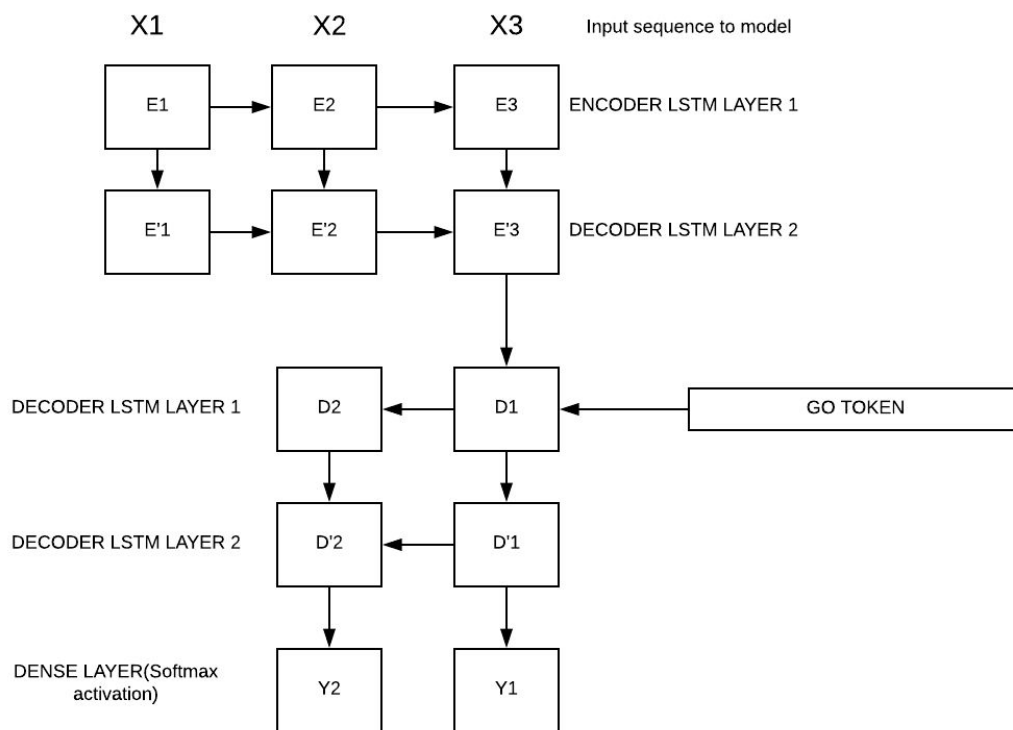 X1 X2 X3 Input sequence to model
E1 E2 E3 ENCODER LSTM LAYER 1
E'1 E'2 E'3 DECODER LSTM LAYER 2
DECODER LSTM LAYER 1 D2 D1 GO TOKEN
DECODER LSTM LAYER 2 D'2 D'1
DENSE LAYER(Softmax
activation)
Y2 Y1